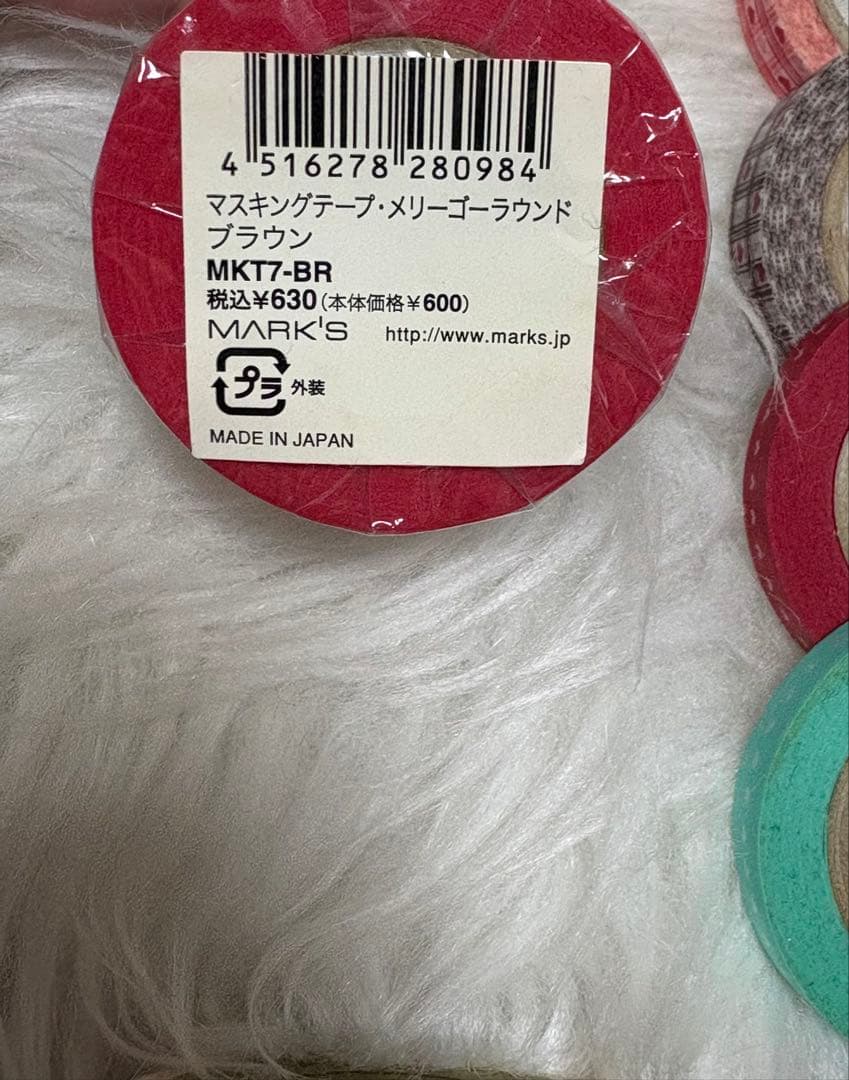 4 516278 280984
マスキングテープ・メリーゴーラウンド
ブラウン
MKT7-BR
税込¥630(本体価格¥600)
MARK'S http://www.marks.jp
プラ 外装
MADE IN JAPAN